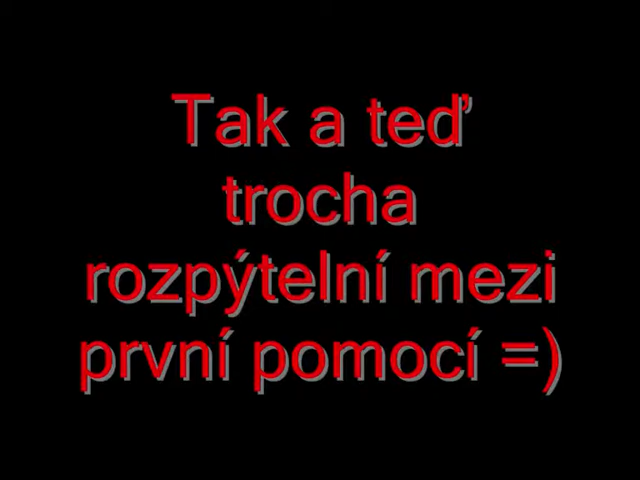 Tak a teď
trocha
rozpýtelní mezi
první pomocí =)